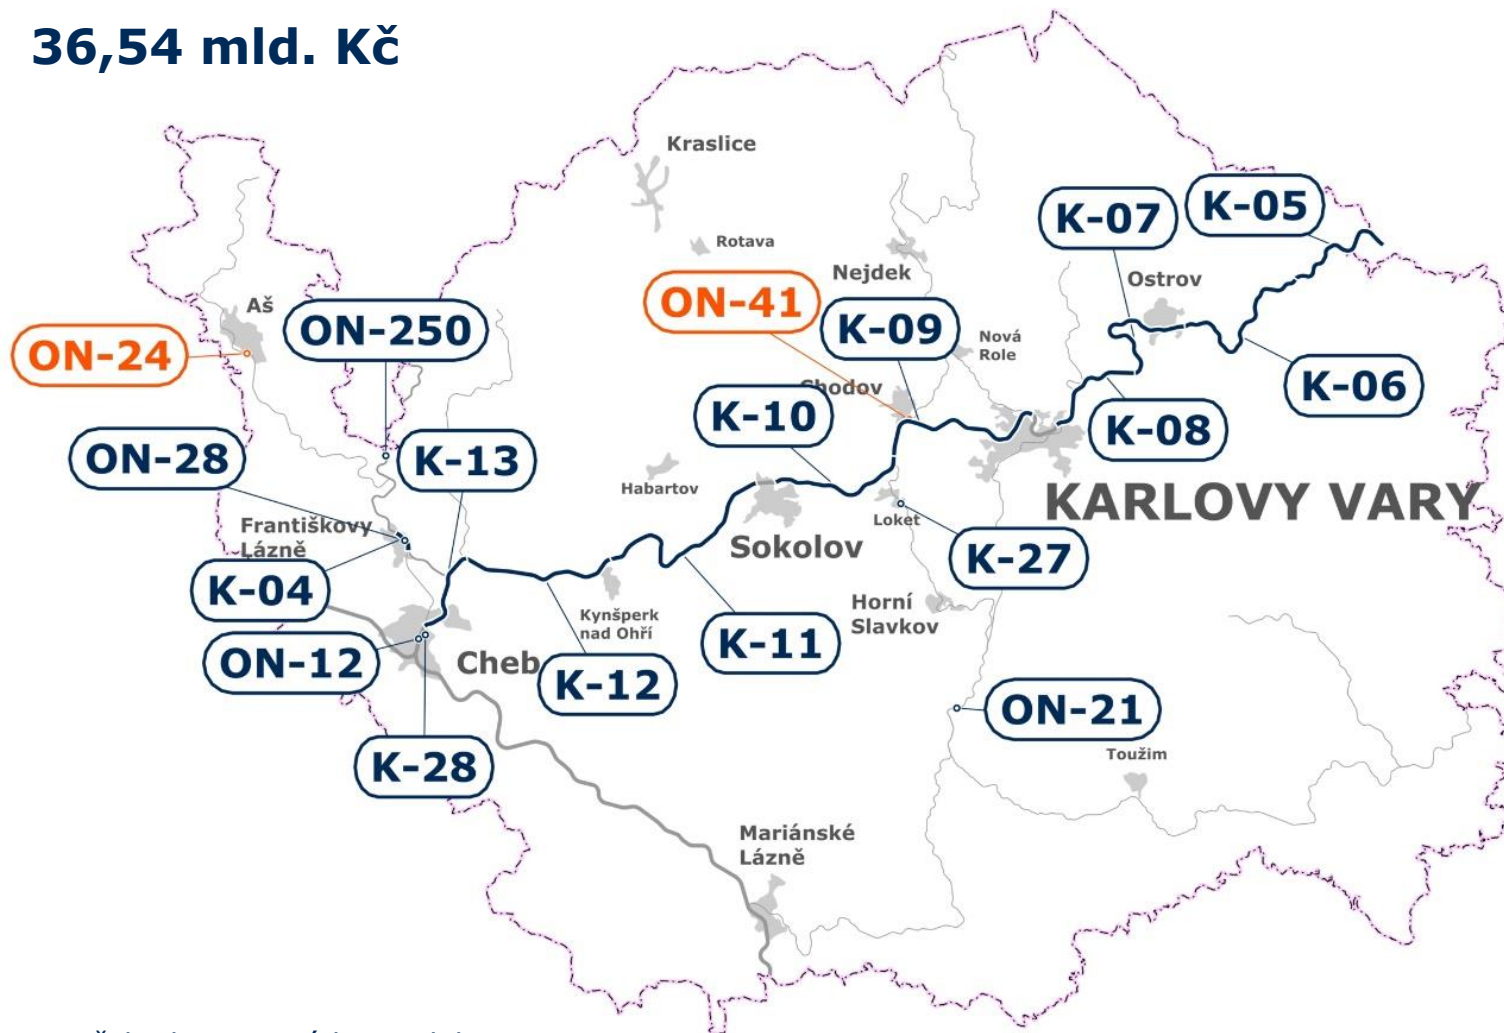 36,54 mld. Kč
Kraslice
K-07
K-05
Rotava
Nejdek
Ostrov
Aš
ON-41
ON-250
K-09
Nová
Role
ON-24
Chodov
K-06
K-10
K-08
ON-28
K-13
Habartov
KARLOVY VARY
Loket
Františkovy
Lázně
Sokolov
K-27
K-04
Kynšperk
nad Ohří
Horní
Slavkov
K-11
ON-12
Cheb
K-12
ON-21
K-28
Toužim
Mariánské
Lázně